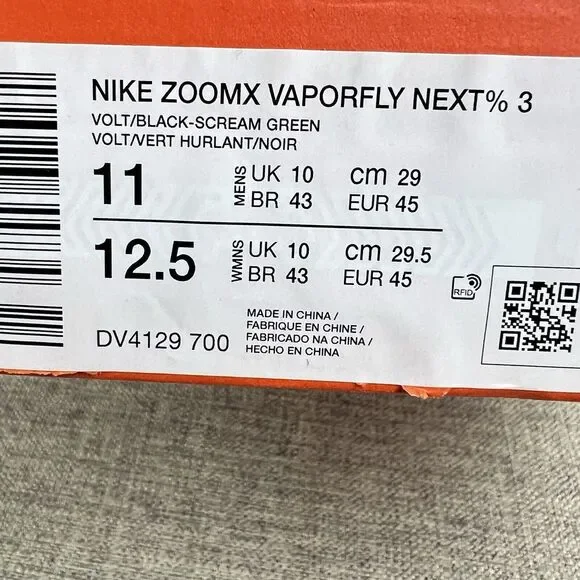 NIKE ZOOMX VAPORFLY NEXT% 3
VOLT/BLACK-SCREAM GREEN
VOLT/VERT HURLANT/NOIR
11 MENS UK 10 cm 29
BR 43 EUR 45
12.5 WMNS UK 10 cm 29.5
BR 43 EUR 45
RFID
DV4129 700
MADE IN CHINA /
FABRIQUE EN CHINE /
FABRICADO NA CHINA /
HECHO EN CHINA